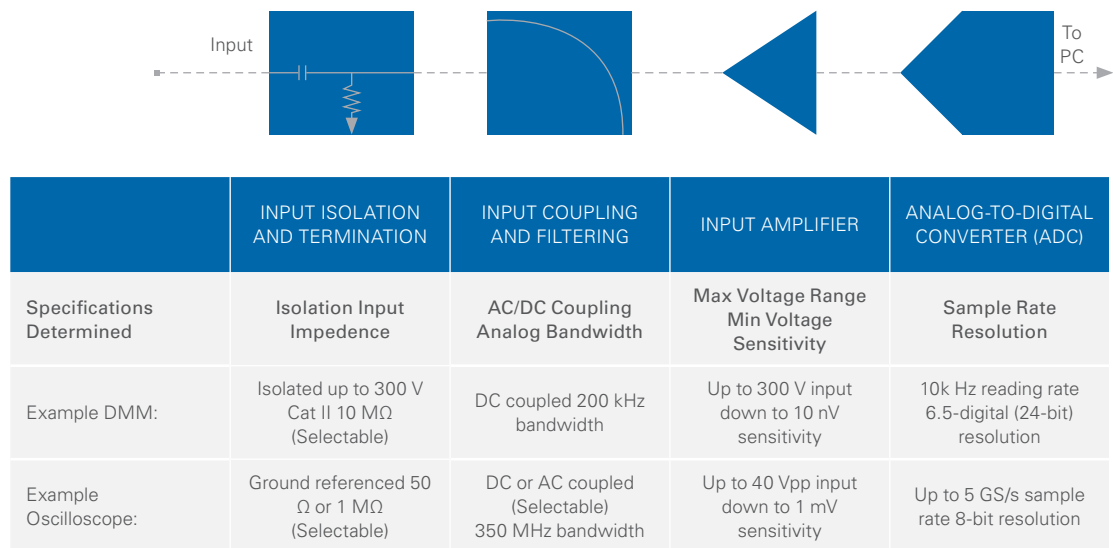 Input
To
PC
INPUT ISOLATION
AND TERMINATION
INPUT COUPLING
AND FILTERING
INPUT AMPLIFIER
ANALOG-TO-DIGITAL
CONVERTER (ADC)
Specifications
Determined
Isolation Input
Impedence
AC/DC Coupling
Analog Bandwidth
Max Voltage Range
Min Voltage
Sensitivity
Sample Rate
Resolution
Example DMM:
Isolated up to 300 V
Cat II 10 MΩ
(Selectable)
DC coupled 200 kHz
bandwidth
Up to 300 V input
down to 10 nV
sensitivity
10k Hz reading rate
6.5-digital (24-bit)
resolution
Example
Oscilloscope:
Ground referenced 50
Ω or 1 MΩ
(Selectable)
DC or AC coupled
(Selectable)
350 MHz bandwidth
Up to 40 Vpp input
down to 1 mV
sensitivity
Up to 5 GS/s sample
rate 8-bit resolution